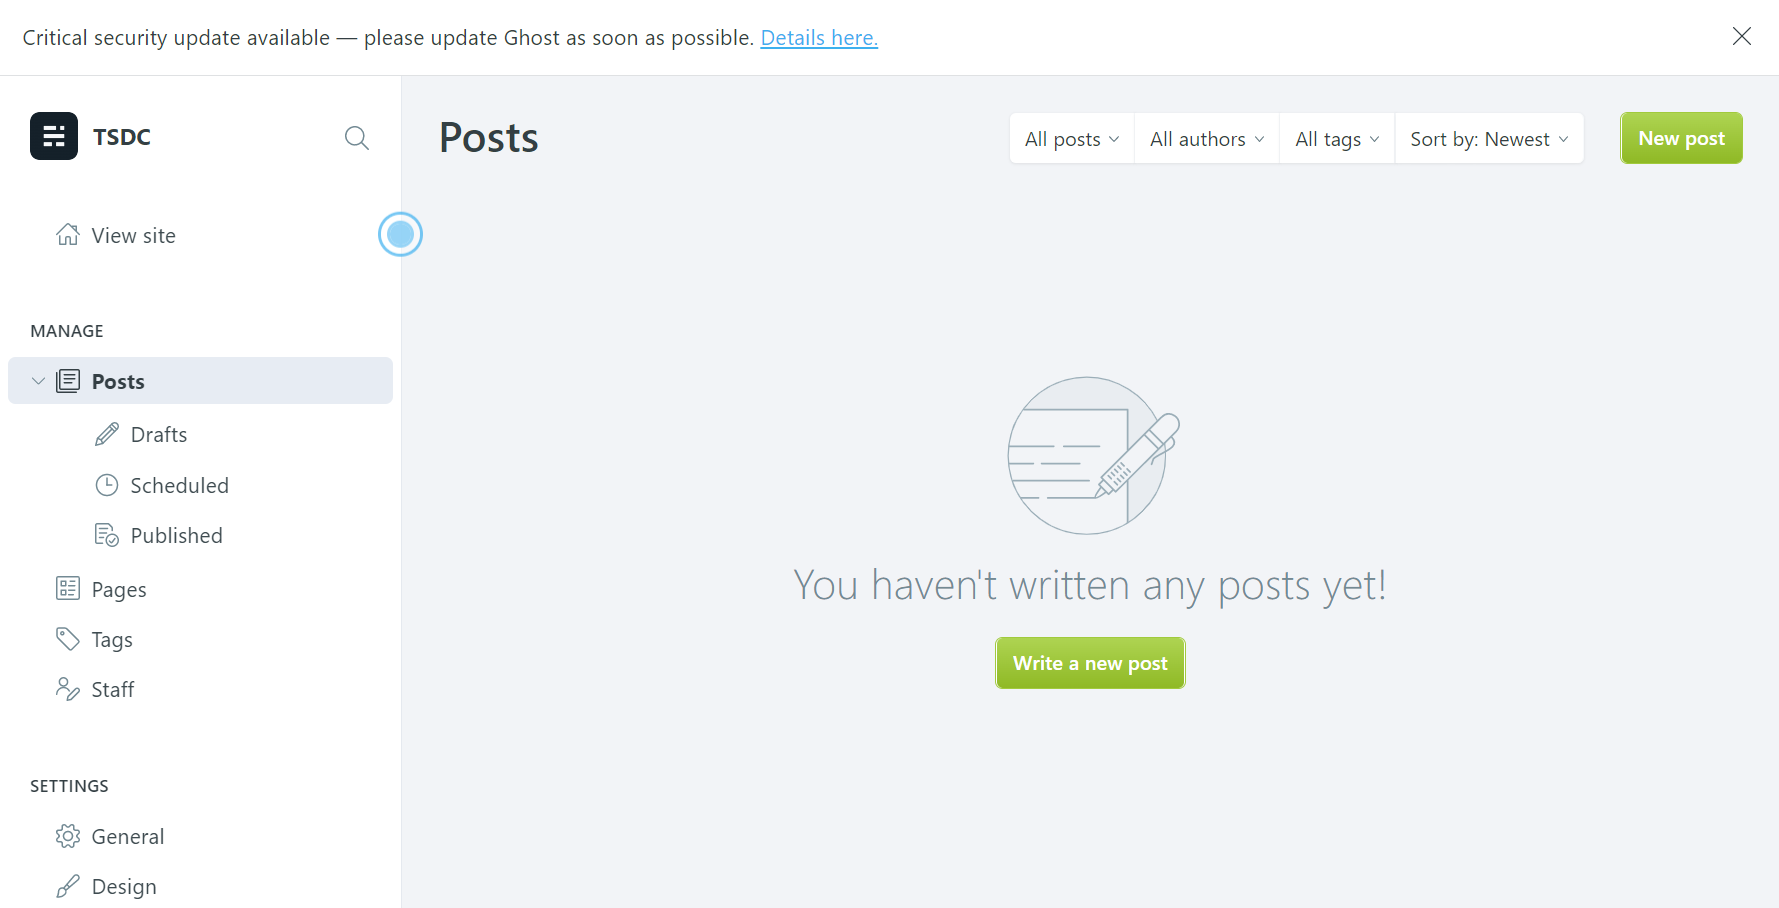 Critical security update available — please update Ghost as soon as possible. Details here.
TSDC
View site
MANAGE
Posts
Drafts
Scheduled
Published
Pages
Tags
Staff
SETTINGS
General
Design
Posts
All posts
All authors
All tags
Sort by: Newest
New post
You haven't written any posts yet!
Write a new post